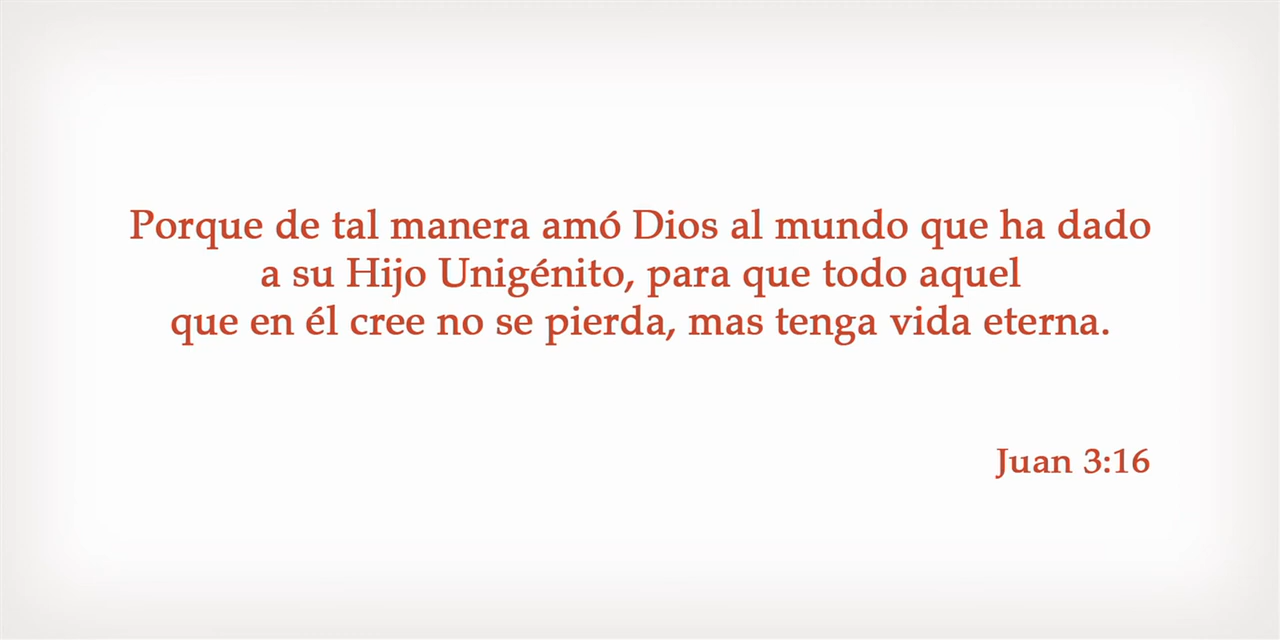 Porque de tal manera amó Dios al mundo que ha dado
a su Hijo Unigénito, para que todo aquel
que en él cree no se pierda, mas tenga vida eterna.
Juan 3:16